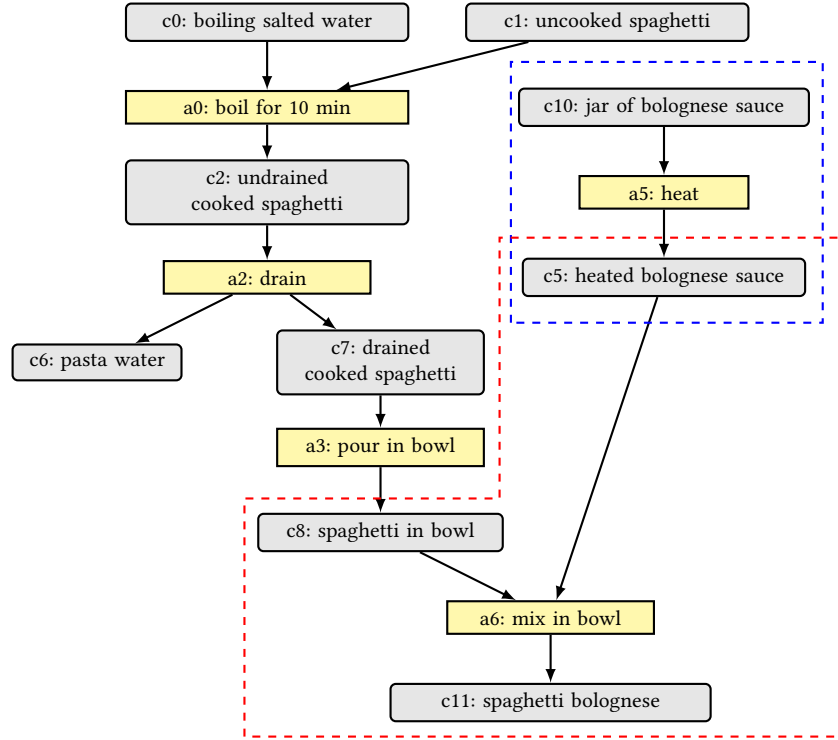 c0: boiling salted water
c1: uncooked spaghetti
a0: boil for 10 min
c10: jar of bolognese sauce
c2: undrained
cooked spaghetti
a5: heat
a2: drain
c5: heated bolognese sauce
c6: pasta water
c7: drained
cooked spaghetti
a3: pour in bowl
c8: spaghetti in bowl
a6: mix in bowl
c11: spaghetti bolognese